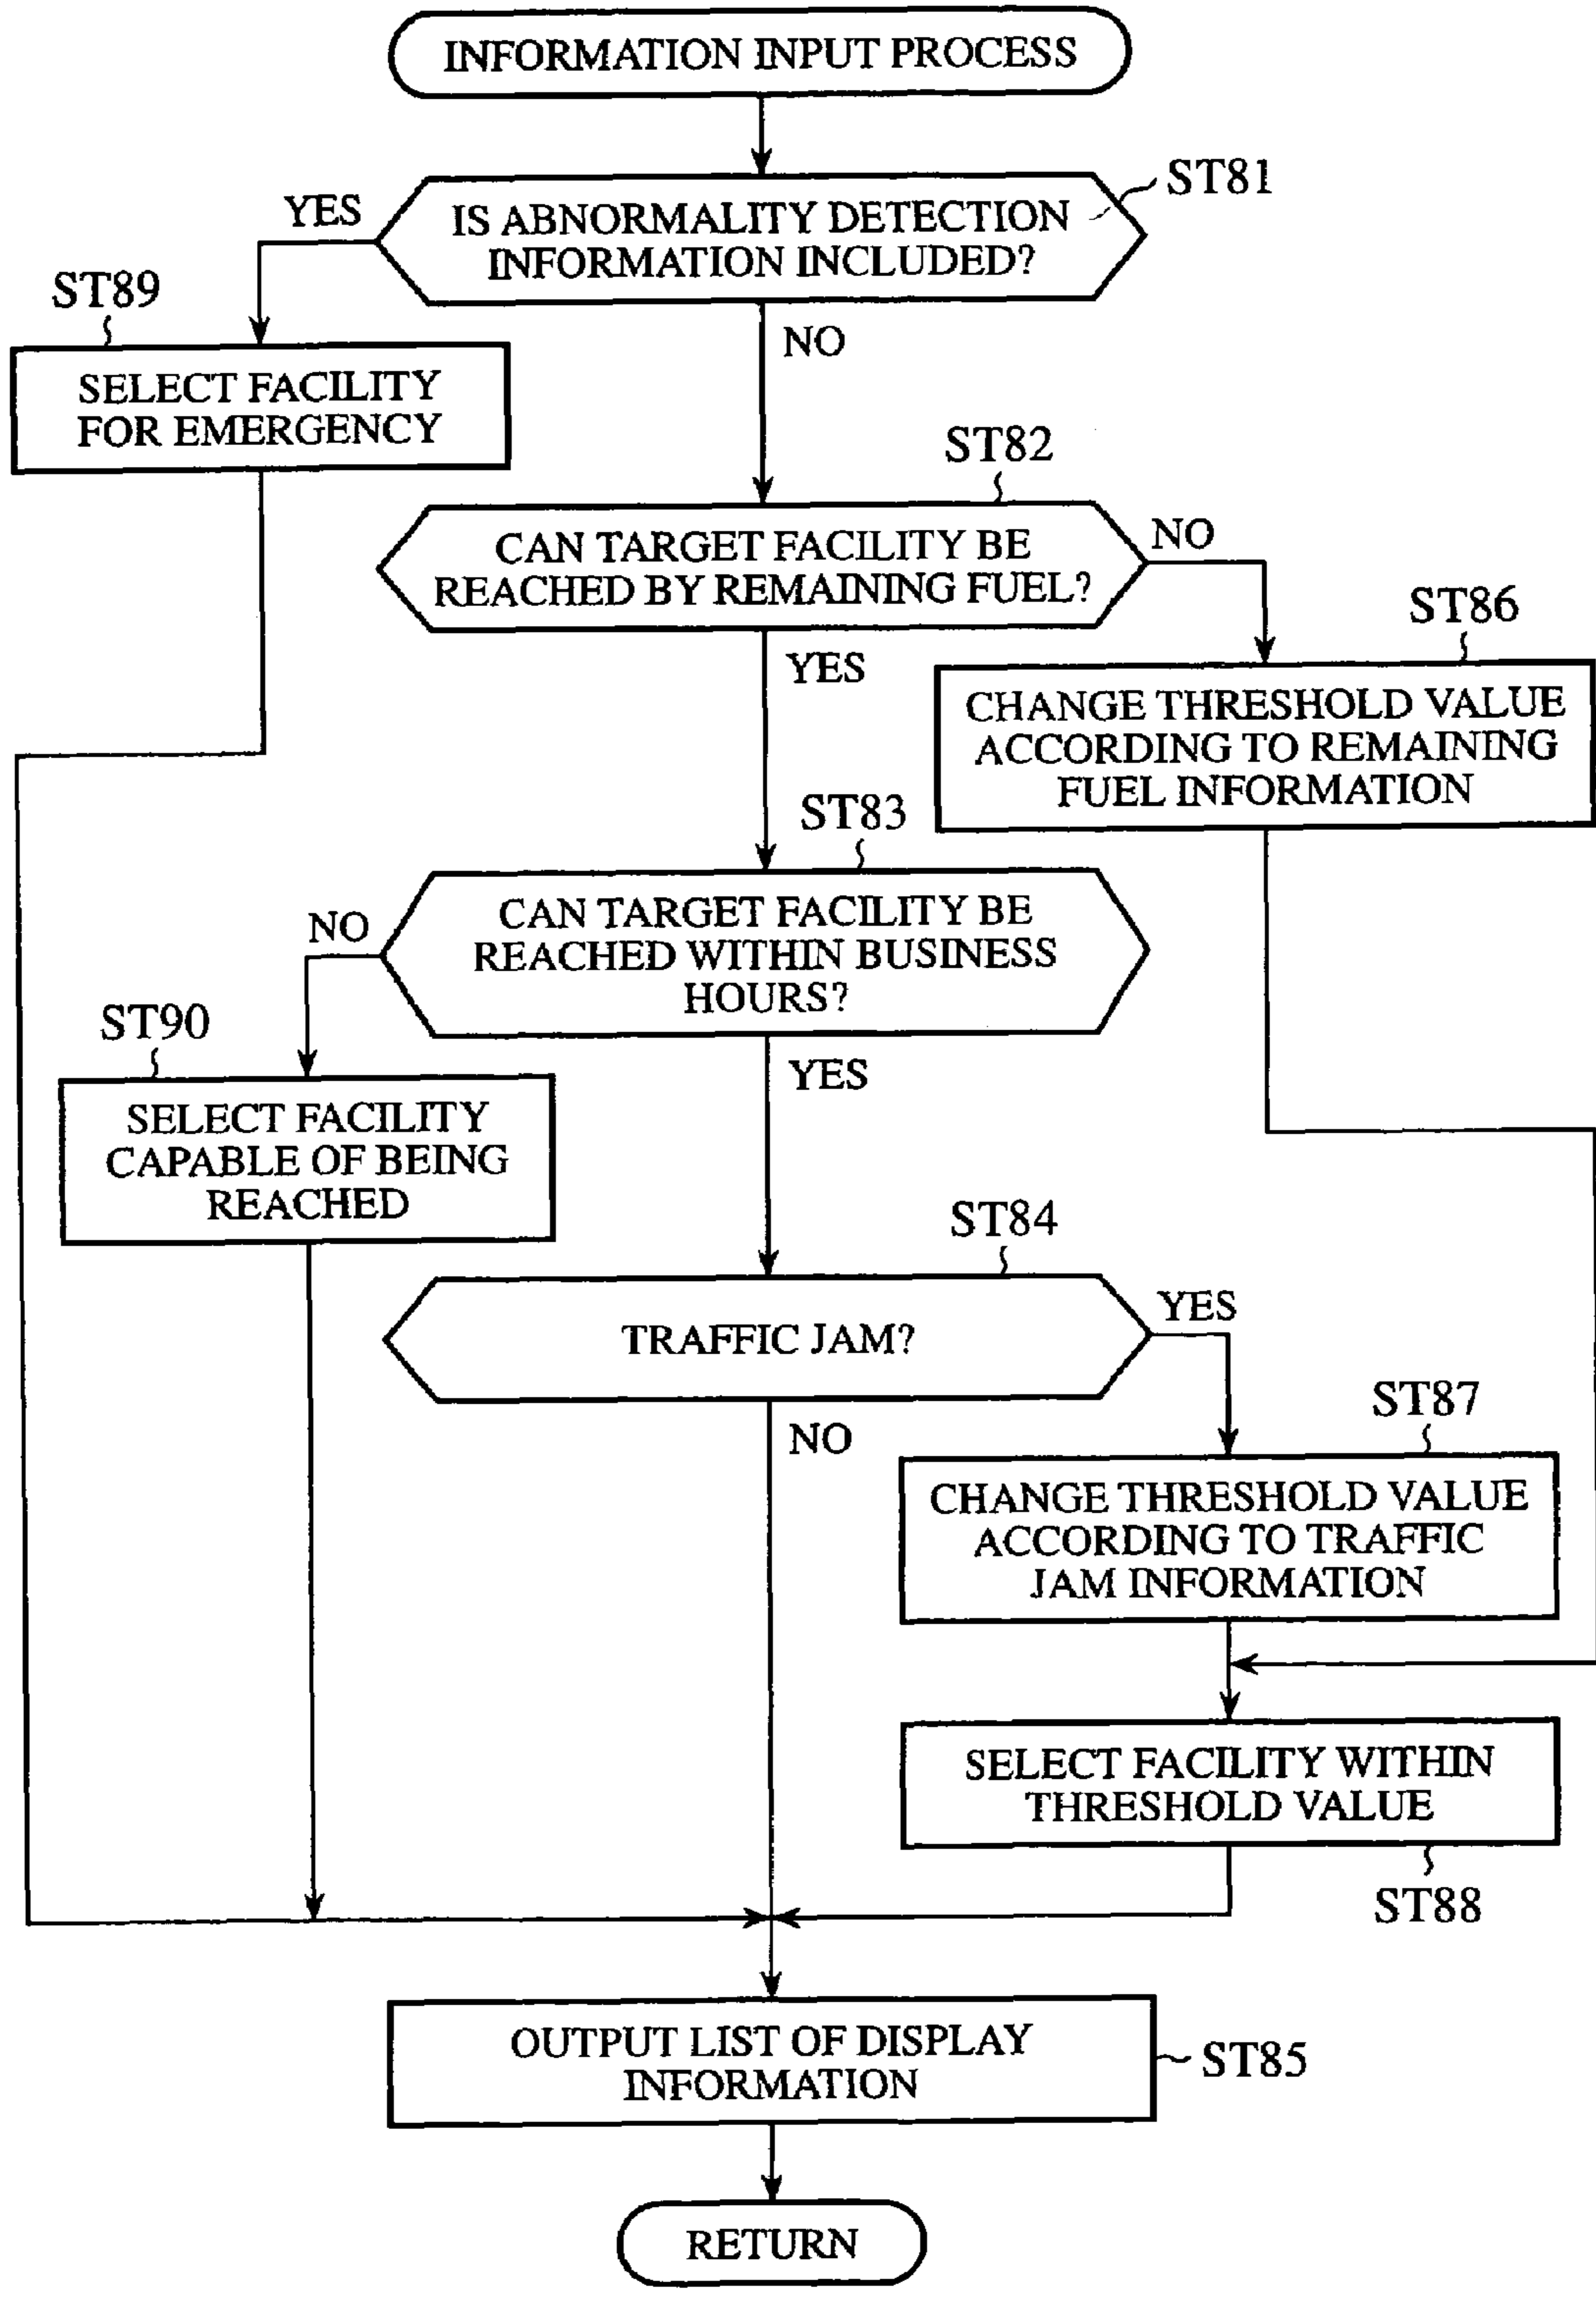 INFORMATION INPUT PROCESS
ST81
YES
IS ABNORMALITY DETECTION
INFORMATION INCLUDED?
ST89
NO
SELECT FACILITY
FOR EMERGENCY
ST82
CAN TARGET FACILITY BE
REACHED BY REMAINING FUEL?
NO
ST86
YES
CHANGE THRESHOLD VALUE
ACCORDING TO REMAINING
FUEL INFORMATION
ST83
NO
CAN TARGET FACILITY BE
REACHED WITHIN BUSINESS
HOURS?
ST90
YES
SELECT FACILITY
CAPABLE OF BEING
REACHED
ST84
YES
TRAFFIC JAM?
ST87
NO
CHANGE THRESHOLD VALUE
ACCORDING TO TRAFFIC
JAM INFORMATION
SELECT FACILITY WITHIN
THRESHOLD VALUE
ST88
OUTPUT LIST OF DISPLAY
INFORMATION
ST85
RETURN